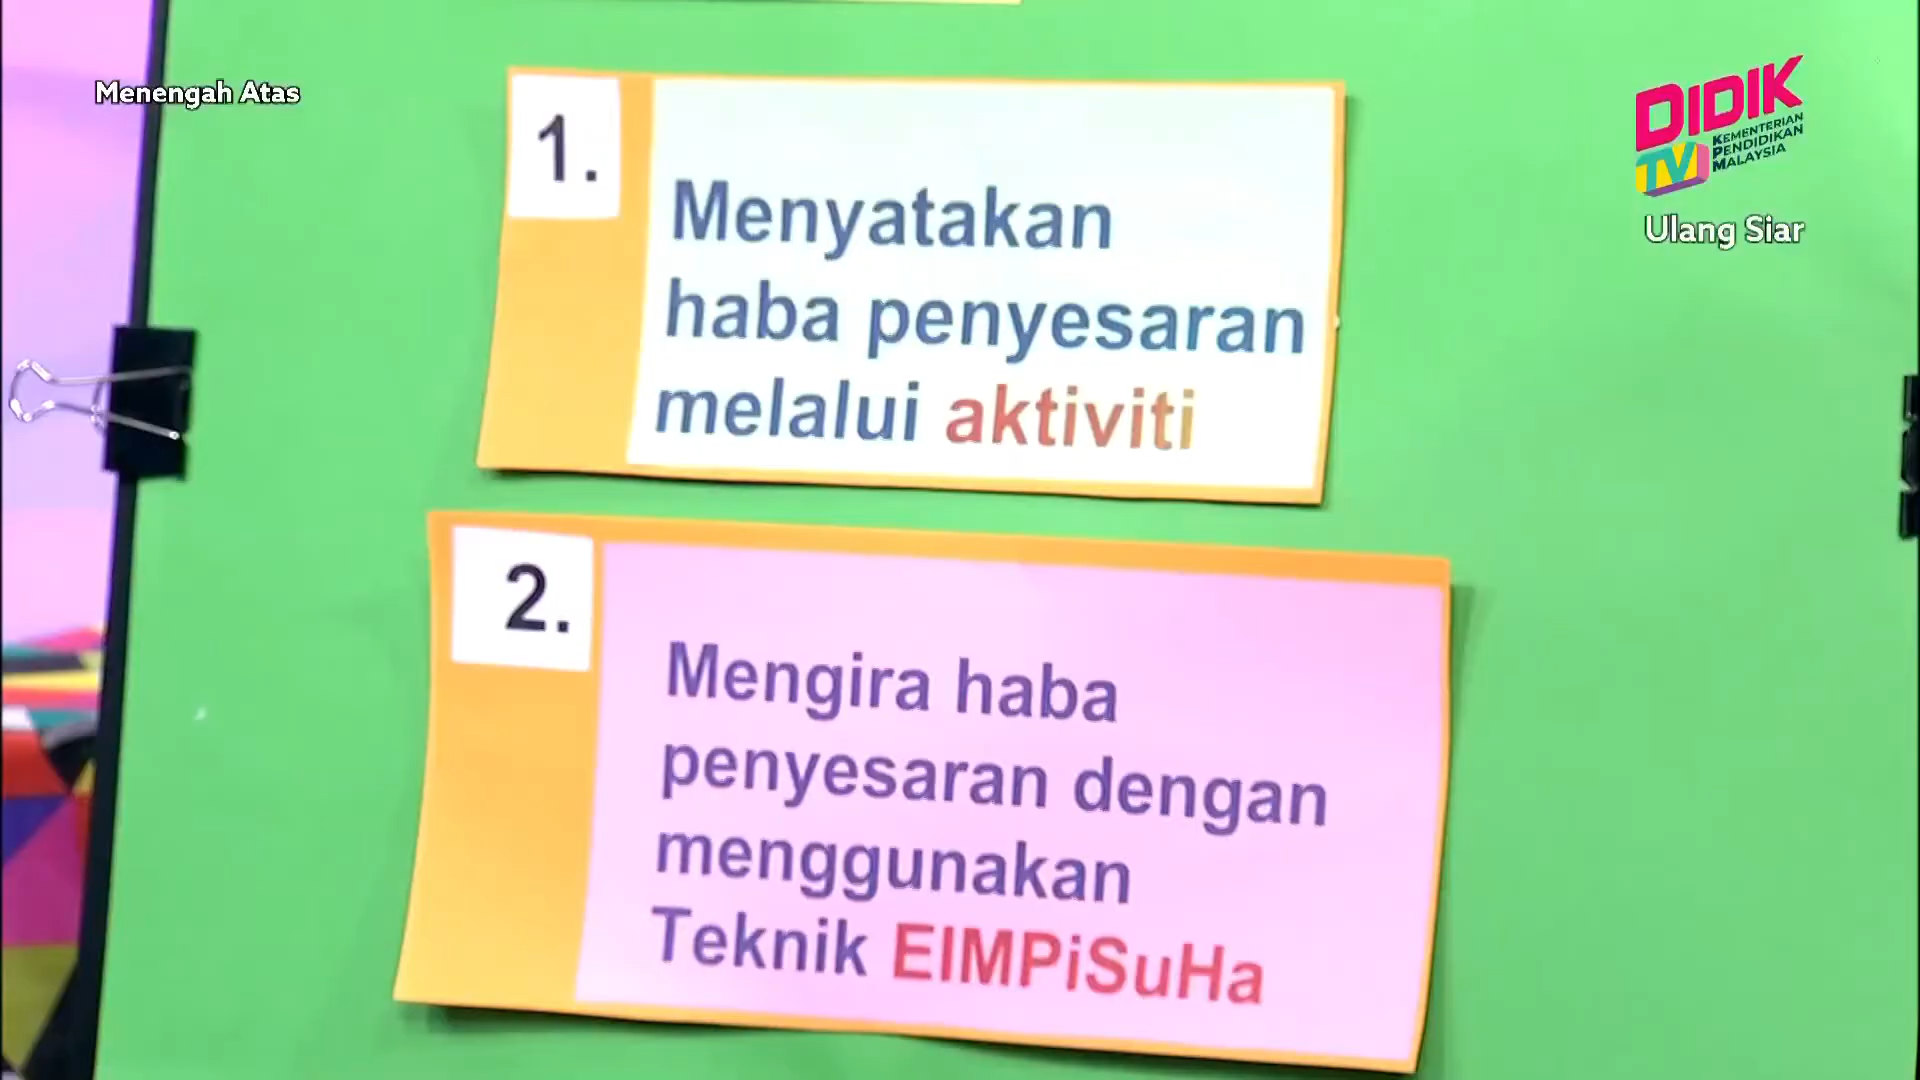 Menengah Atas
DIDIK
TV
KEMENTERIAN
PENDIDIKAN
MALAYSIA
Ulang Siar
1.
Menyatakan
haba penyesaran
melalui aktiviti
2.
Mengira haba
penyesaran dengan
menggunakan
Teknik EIMPiSuHa